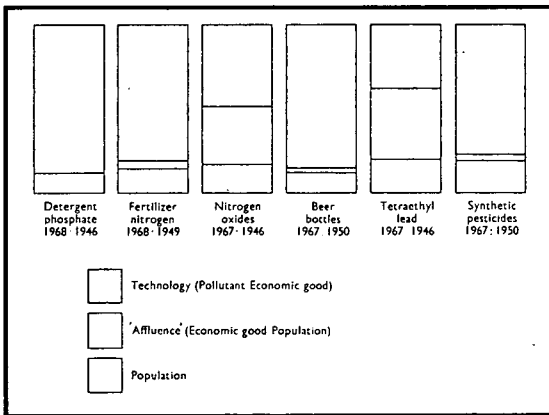 Detergent
phosphate
1968·1946
Fertilizer
nitrogen
1968·1949
Nitrogen
oxides
1967·1946
Beer
bottles
1967 1950
Tetraethyl
lead
1967 1946
Synthetic
pesticides
1967:1950
Technology (Pollutant Economic good)
'Affluence' (Economic good Population)
Population